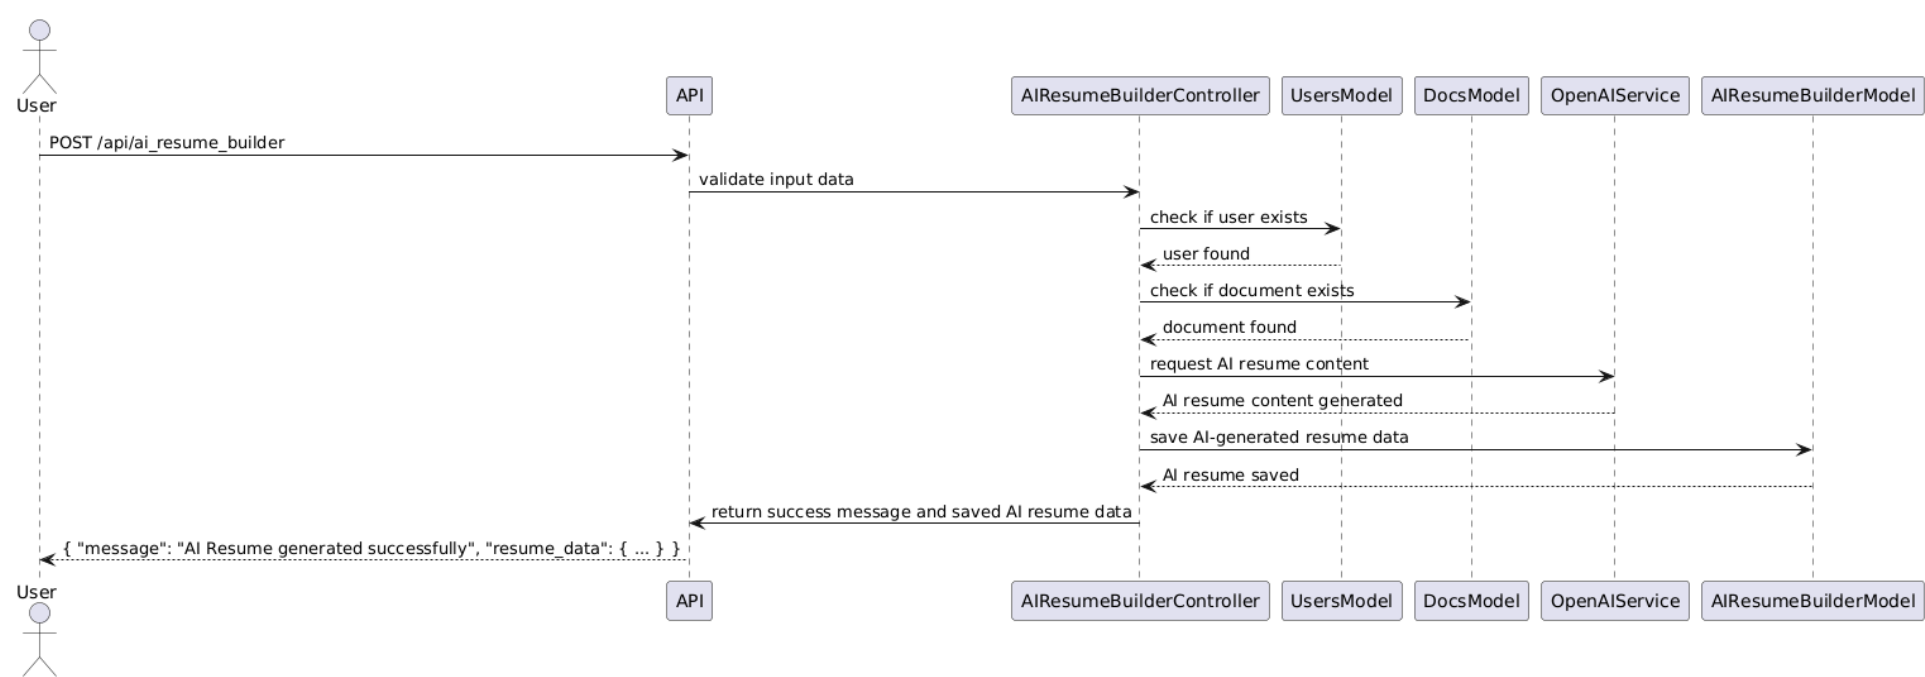 User
API
AIResumeBuilderController
UsersModel
DocsModel
OpenAIService
AIResumeBuilderModel
POST /api/ai_resume_builder
validate input data
check if user exists
user found
check if document exists
document found
request AI resume content
AI resume content generated
save AI-generated resume data
AI resume saved
return success message and saved AI resume data
{ "message": "AI Resume generated successfully", "resume_data": { ... } }
User
API
AIResumeBuilderController
UsersModel
DocsModel
OpenAIService
AIResumeBuilderModel